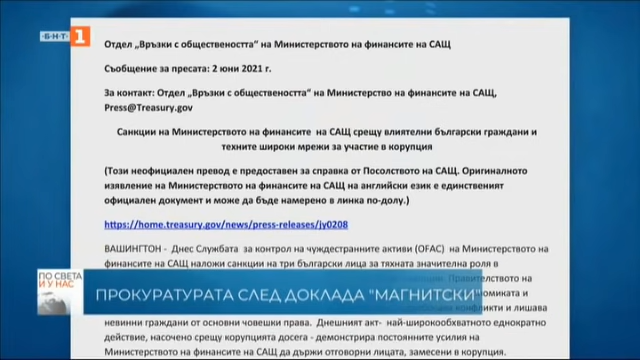 БНТ 1
Отдел „Връзки с обществеността“ на Министерството на финансите на САЩ
Съобщение за пресата: 2 юни 2021 г.
За контакт: Отдел „Връзки с обществеността“ на Министерство на финансите на САЩ,
Press@Treasury.gov
Санкции на Министерството на финансите на САЩ срещу влиятелни български граждани и
техните широки мрежи за участие в корупция
(Този неофициален превод е предоставен за справка от Посолството на САЩ. Оригиналното
изявление на Министерството на финансите на САЩ на английски език е единственият
официален документ и може да бъде намерено в линка по-долу.)
https://home.treasury.gov/news/press-releases/jy0208
ВАШИНГТОН - Днес Службата за контрол на чуждестранните активи (OFAC) на Министерството на
финансите на САЩ наложи санкции на три български лица за тяхната значителна роля в
Правителството на
ПО СВЕТА
И У НАС
ПРОКУРАТУРАТА СЛЕД ДОКЛАДА "МАГНИТСКИ"
конфликти и лишава
невинни граждани от основни човешки права. Днешният акт- най-широкообхватното еднократно
действие, насочено срещу корупцията досега - демонстрира постоянните усилия на
Министерството на финансите на САЩ да държи отговорни лицата, замесени в корупция.